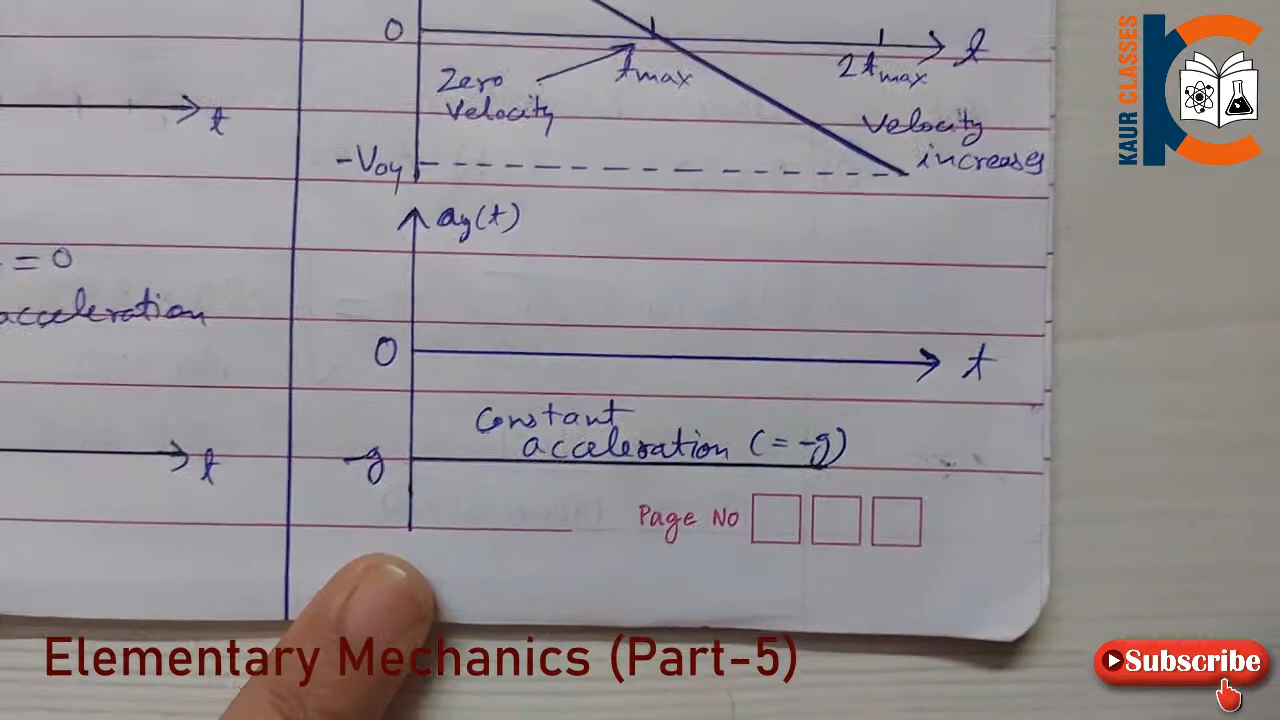 0
t
Zero
velocity
tmax
2tmax
velocity
increases
t
-Voy
ay(t)
= 0
acceleration
0
t
constant
acceleration (= -g)
-g
t
Page No
KAUR CLASSES
Elementary Mechanics (Part-5)
Subscribe